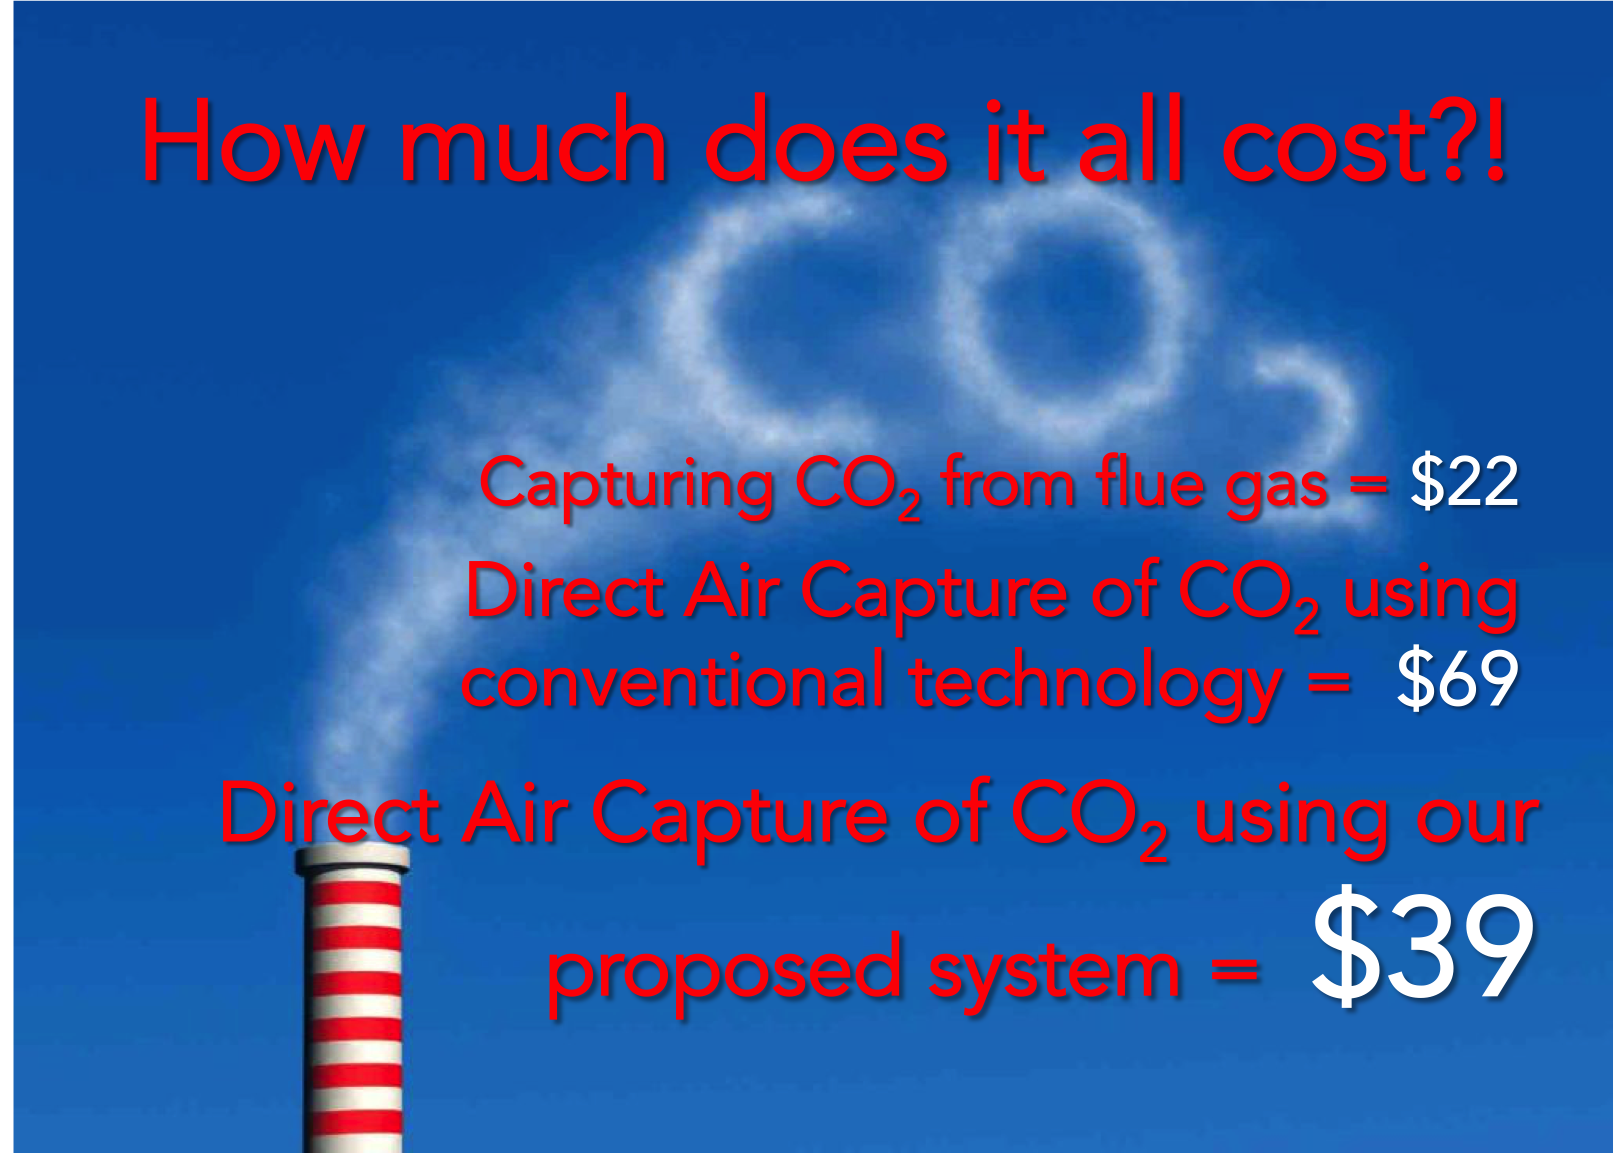 How much does it all cost?!
CO₂
Capturing CO₂ from flue gas = $22
Direct Air Capture of CO₂ using
conventional technology = $69
Direct Air Capture of CO₂ using our
proposed system = $39